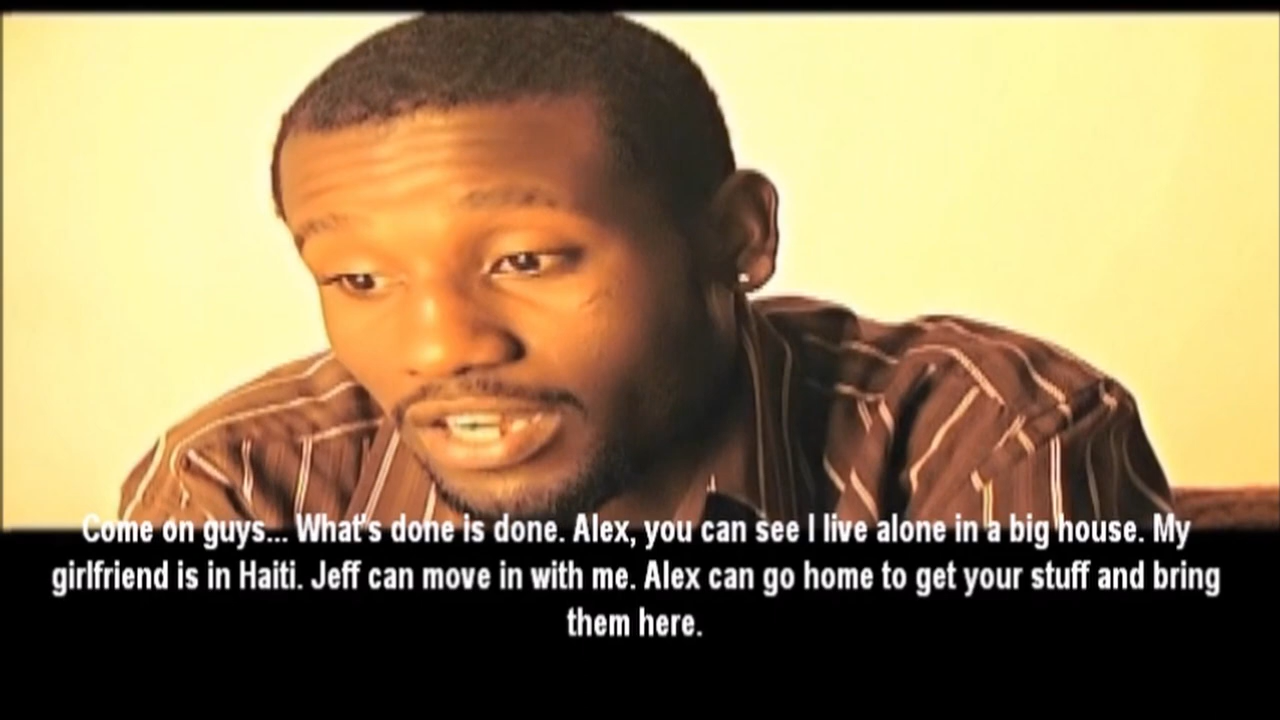 Come on guys... What's done is done. Alex, you can see I live alone in a big house. My
girlfriend is in Haiti. Jeff can move in with me. Alex can go home to get your stuff and bring
them here.